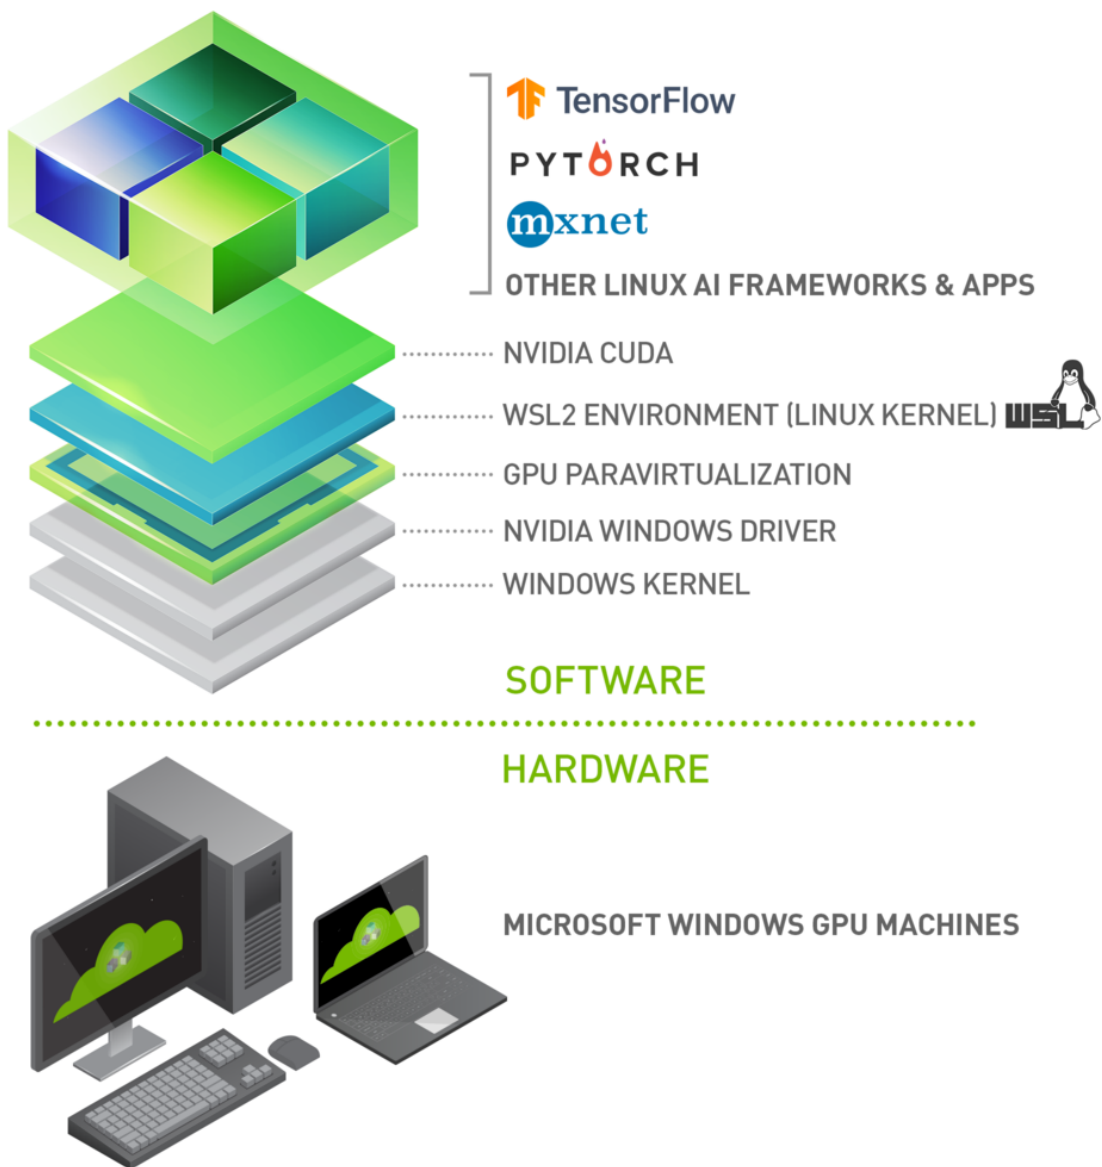 TensorFlow
PYTORCH
mxnet
OTHER LINUX AI FRAMEWORKS & APPS
NVIDIA CUDA
WSL2 ENVIRONMENT (LINUX KERNEL) WSL
GPU PARAVIRTUALIZATION
NVIDIA WINDOWS DRIVER
WINDOWS KERNEL
SOFTWARE
HARDWARE
MICROSOFT WINDOWS GPU MACHINES